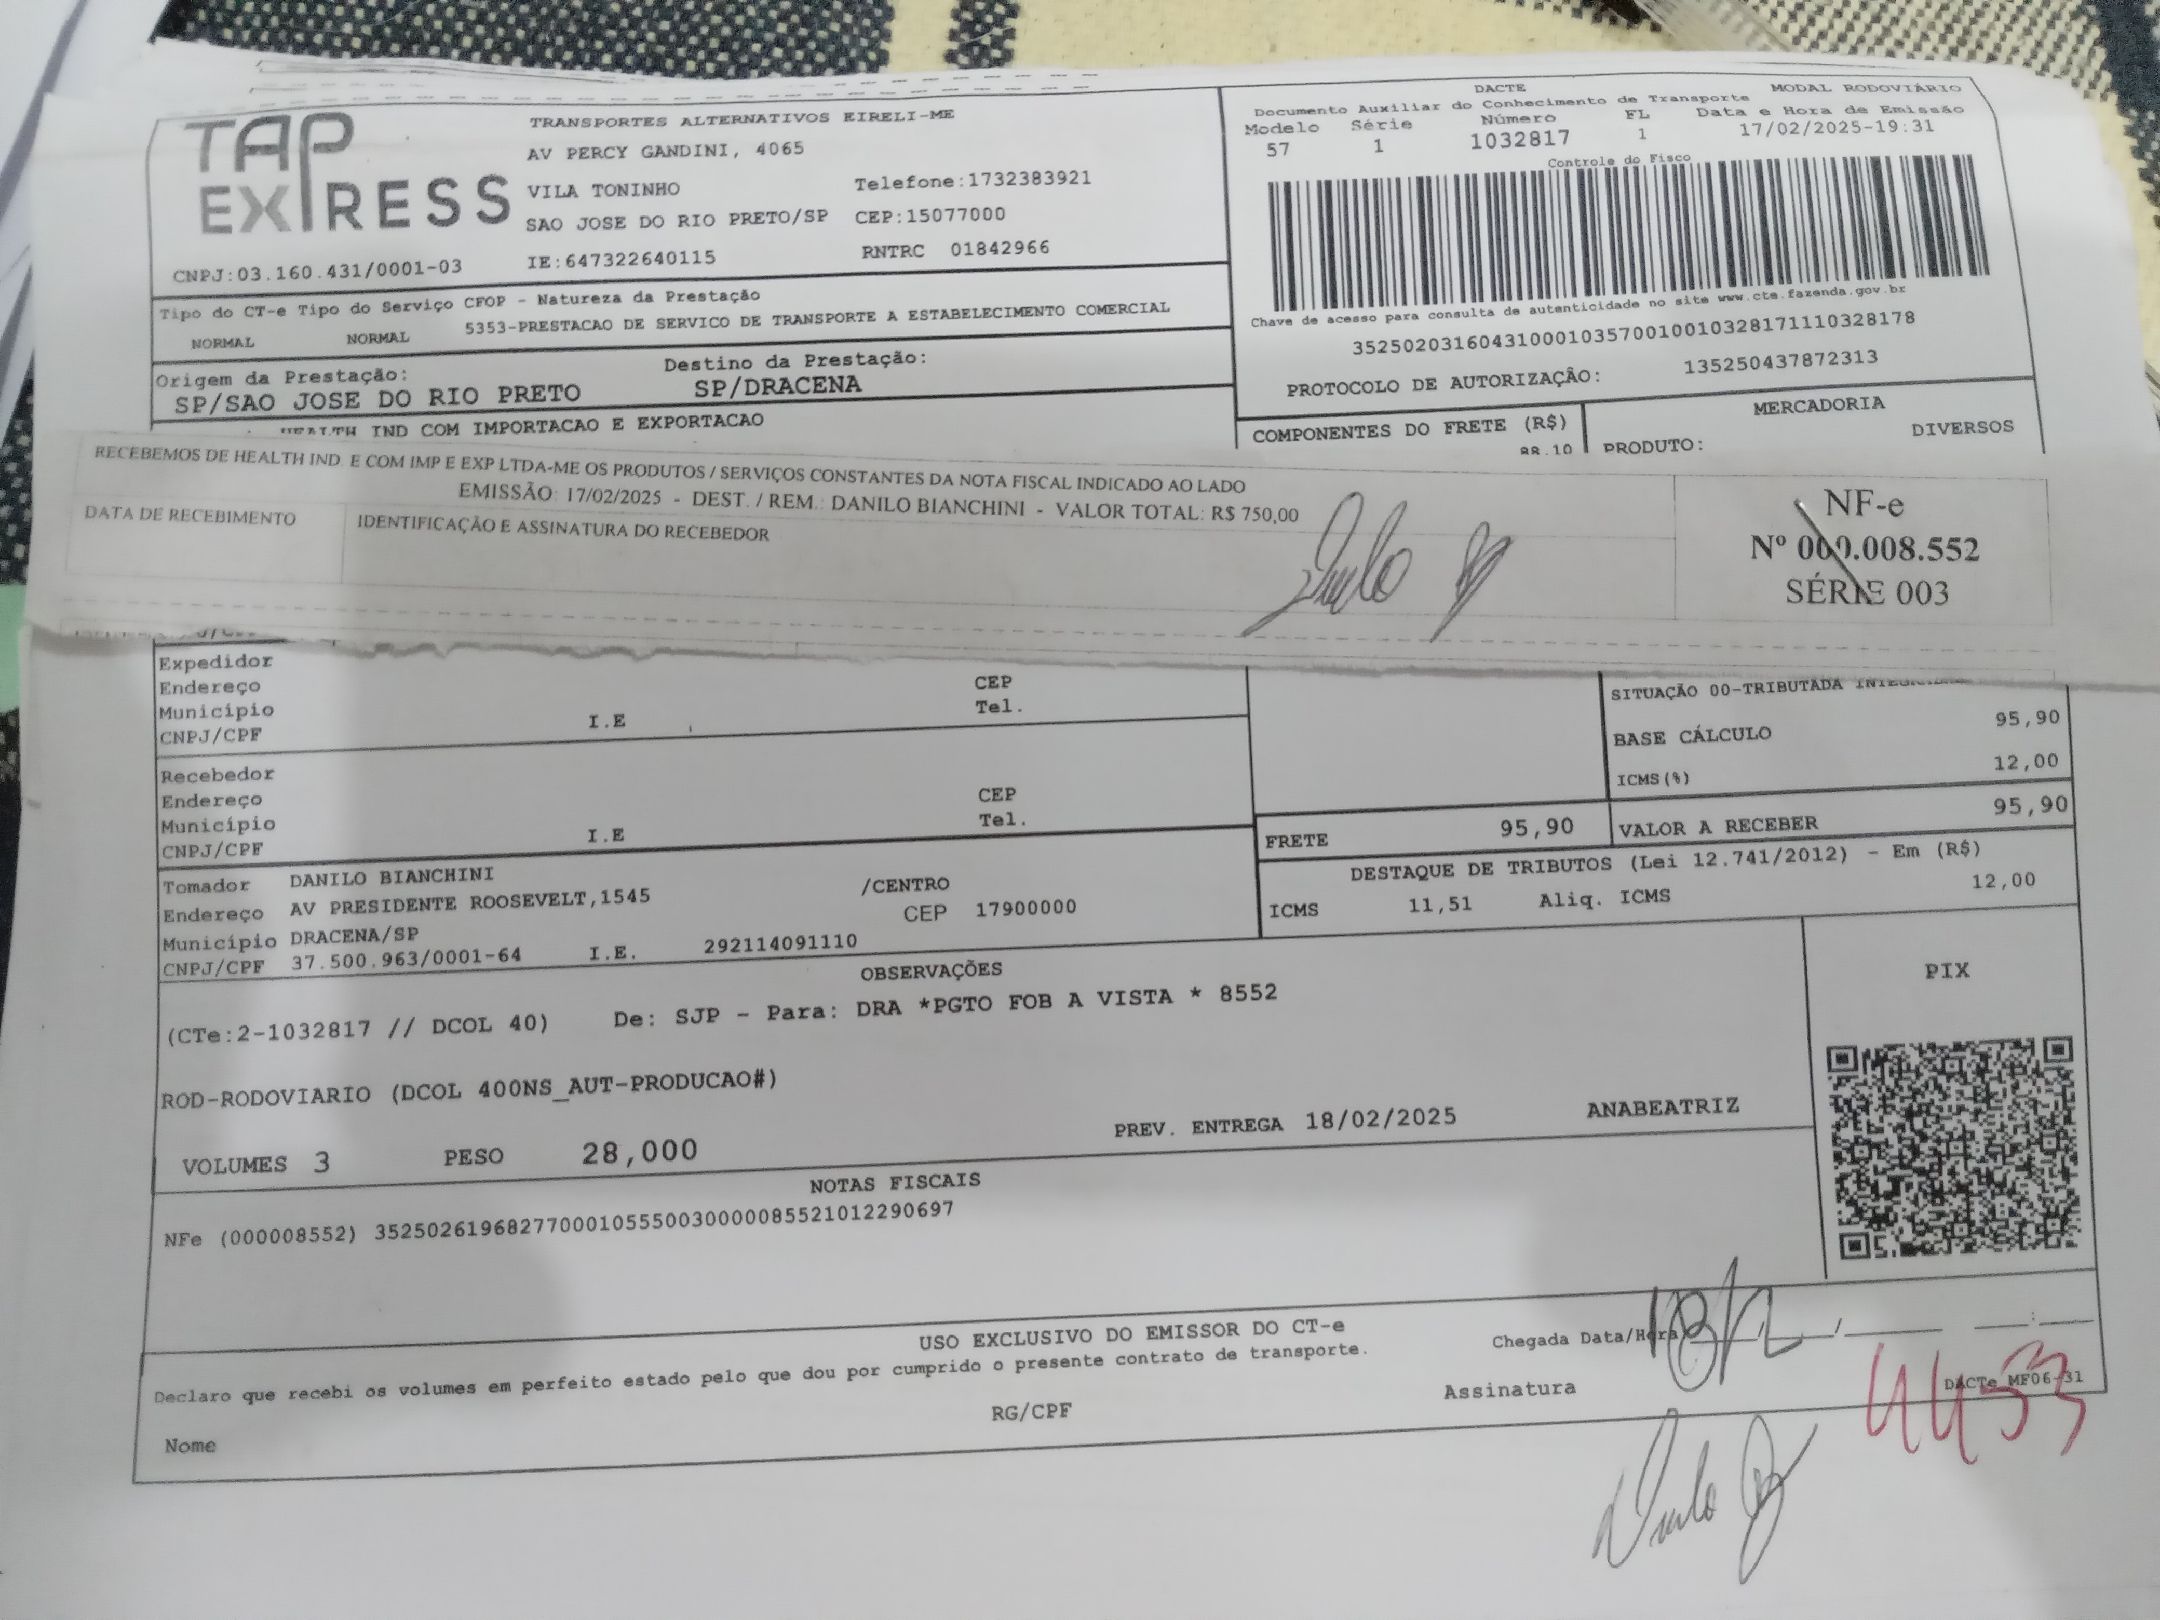 TAP EXPRESS
TRANSPORTES ALTERNATIVOS EIRELI-ME
AV PERCY GANDINI, 4065
VILA TONINHO Telefone:1732383921
SAO JOSE DO RIO PRETO/SP CEP:15077000
CNPJ:03.160.431/0001-03 IE:647322640115 RNTRC 01842966
DACTE MODAL RODOVIÁRIO
Documento Auxiliar do Conhecimento de Transporte
Modelo Série Número FL Data e Hora de Emissão
57 1 1032817 1 17/02/2025-19:31
Controle do Fisco
Chave de acesso para consulta de autenticidade no site www.cte.fazenda.gov.br
35250203160431000103570010010328171110328178
PROTOCOLO DE AUTORIZAÇÃO: 135250437872313
Tipo do CT-e Tipo do Serviço CFOP - Natureza da Prestação
NORMAL NORMAL 5353-PRESTACAO DE SERVICO DE TRANSPORTE A ESTABELECIMENTO COMERCIAL
Origem da Prestação: Destino da Prestação:
SP/SAO JOSE DO RIO PRETO SP/DRACENA
HEALTH IND COM IMPORTACAO E EXPORTACAO
COMPONENTES DO FRETE (R$) MERCADORIA
88,10 PRODUTO: DIVERSOS
RECEBEMOS DE HEALTH IND. E COM IMP E EXP LTDA-ME OS PRODUTOS / SERVIÇOS CONSTANTES DA NOTA FISCAL INDICADO AO LADO
EMISSÃO: 17/02/2025 - DEST. / REM.: DANILO BIANCHINI - VALOR TOTAL: R$ 750,00
DATA DE RECEBIMENTO IDENTIFICAÇÃO E ASSINATURA DO RECEBEDOR
NF-e
Nº 000.008.552
SÉRIE 003
Expedidor
Endereço CEP
Município Tel.
CNPJ/CPF I.E
Recebedor
Endereço CEP
Município Tel.
CNPJ/CPF I.E
SITUAÇÃO 00-TRIBUTADA
BASE CÁLCULO 95,90
ICMS(%) 12,00
FRETE 95,90 VALOR A RECEBER 95,90
DESTAQUE DE TRIBUTOS (Lei 12.741/2012) - Em (R$)
ICMS 11,51 Aliq. ICMS 12,00
Tomador DANILO BIANCHINI
Endereço AV PRESIDENTE ROOSEVELT,1545 /CENTRO
Município DRACENA/SP CEP 17900000
CNPJ/CPF 37.500.963/0001-64 I.E. 292114091110
OBSERVAÇÕES
(CTe:2-1032817 // DCOL 40) De: SJP - Para: DRA *PGTO FOB A VISTA * 8552
ROD-RODOVIARIO (DCOL 400NS_AUT-PRODUCAO#)
PIX
VOLUMES 3 PESO 28,000 PREV. ENTREGA 18/02/2025 ANABEATRIZ
NOTAS FISCAIS
NFe (000008552) 35250261968277000105550030000085521012290697
USO EXCLUSIVO DO EMISSOR DO CT-e
Declaro que recebi os volumes em perfeito estado pelo que dou por cumprido o presente contrato de transporte.
Chegada Data/Hora 18/2
Nome RG/CPF Assinatura
DACTe MF06-31
4453